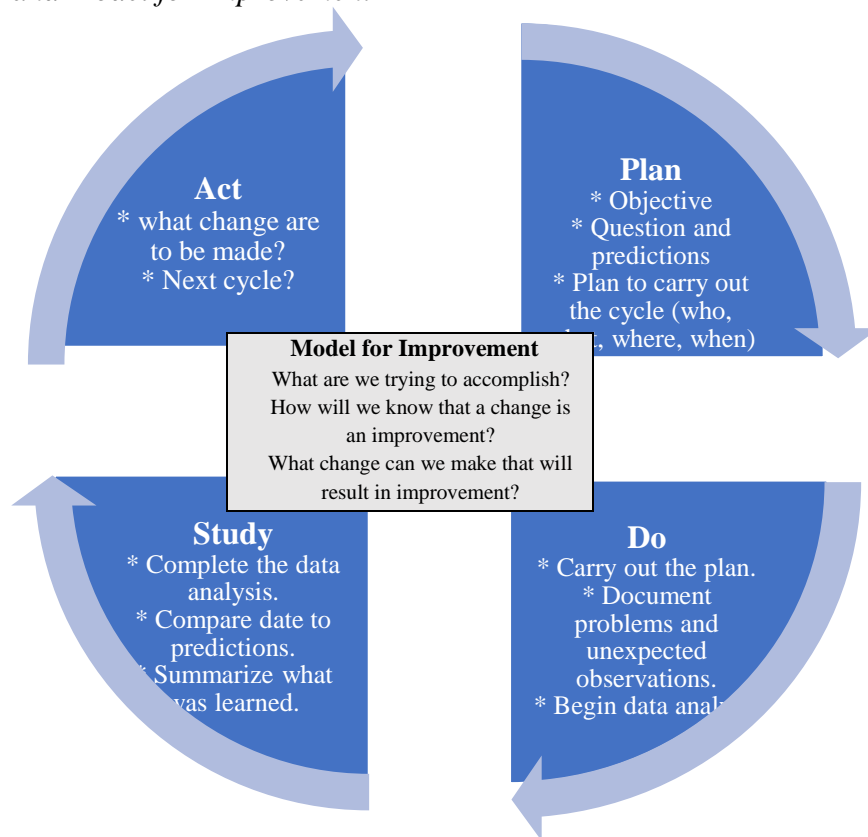 Act
* what change are
to be made?
* Next cycle?
Plan
* Objective
* Question and
predictions
* Plan to carry out
the cycle (who,
where, when)
Model for Improvement
What are we trying to accomplish?
How will we know that a change is
an improvement?
What change can we make that will
result in improvement?
Study
* Complete the data
analysis.
* Compare date to
predictions.
* Summarize what
was learned.
Do
* Carry out the plan.
* Document
problems and
unexpected
observations.
* Begin data